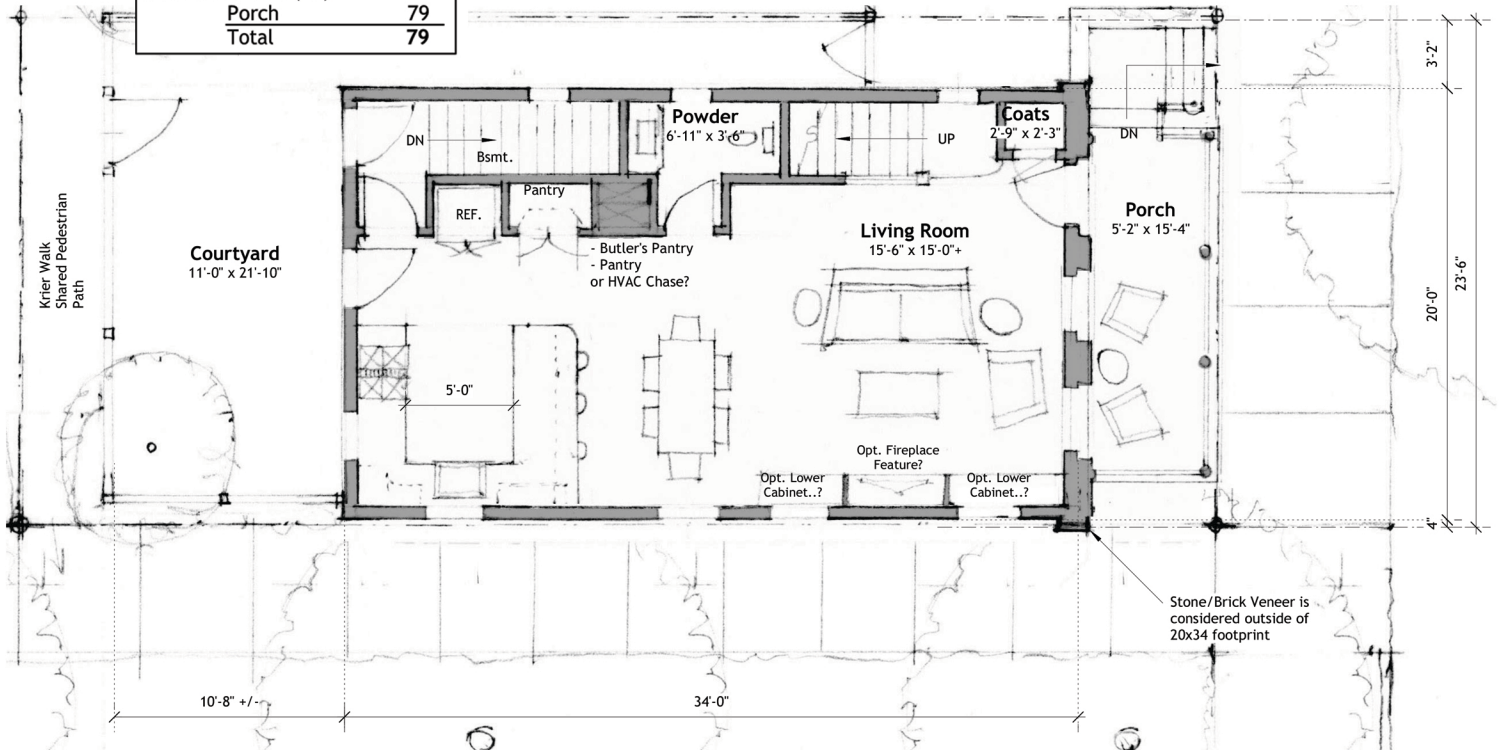 Porch 79
Total 79
3'-2"
Powder
6'-11" x 3'-6"
Coats
2'-9" x 2'-3"
DN
Bsmt.
UP
DN
Pantry
REF.
Porch
5'-2" x 15'-4"
Living Room
15'-6" x 15'-0"+
Courtyard
11'-0" x 21'-10"
- Butler's Pantry
- Pantry
or HVAC Chase?
Krier Walk
Shared Pedestrian
Path
20'-0"
23'-6"
5'-0"
Opt. Fireplace
Feature?
Opt. Lower
Cabinet..?
Opt. Lower
Cabinet..?
4"
Stone/Brick Veneer is
considered outside of
20x34 footprint
10'-8" +/-
34'-0"